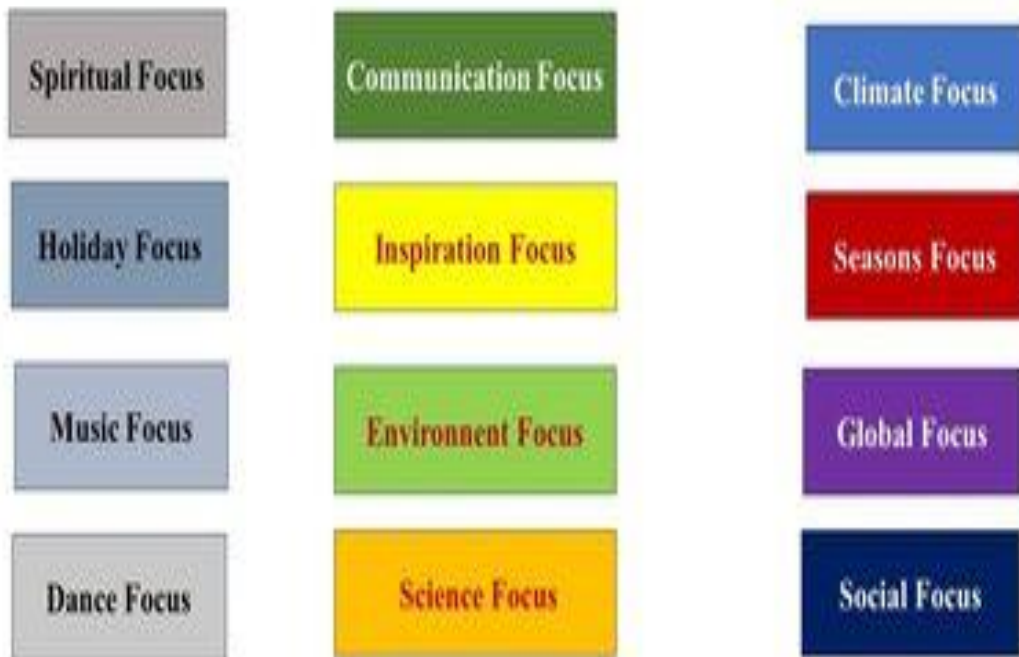 Spiritual Focus
Communication Focus
Climate Focus
Holiday Focus
Inspiration Focus
Seasons Focus
Music Focus
Environnent Focus
Global Focus
Dance Focus
Science Focus
Social Focus